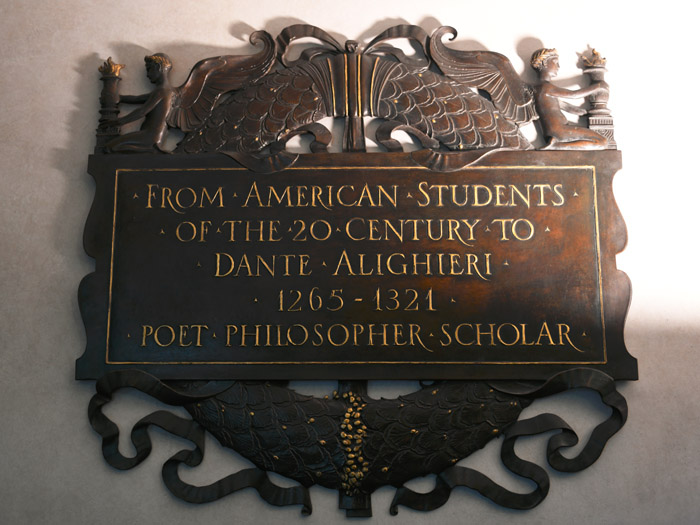 · FROM · AMERICAN · STUDENTS ·
· OF · THE · 20 · CENTURY · TO ·
· DANTE · ALIGHIERI ·
· 1265 - 1321 ·
· POET · PHILOSOPHER · SCHOLAR ·